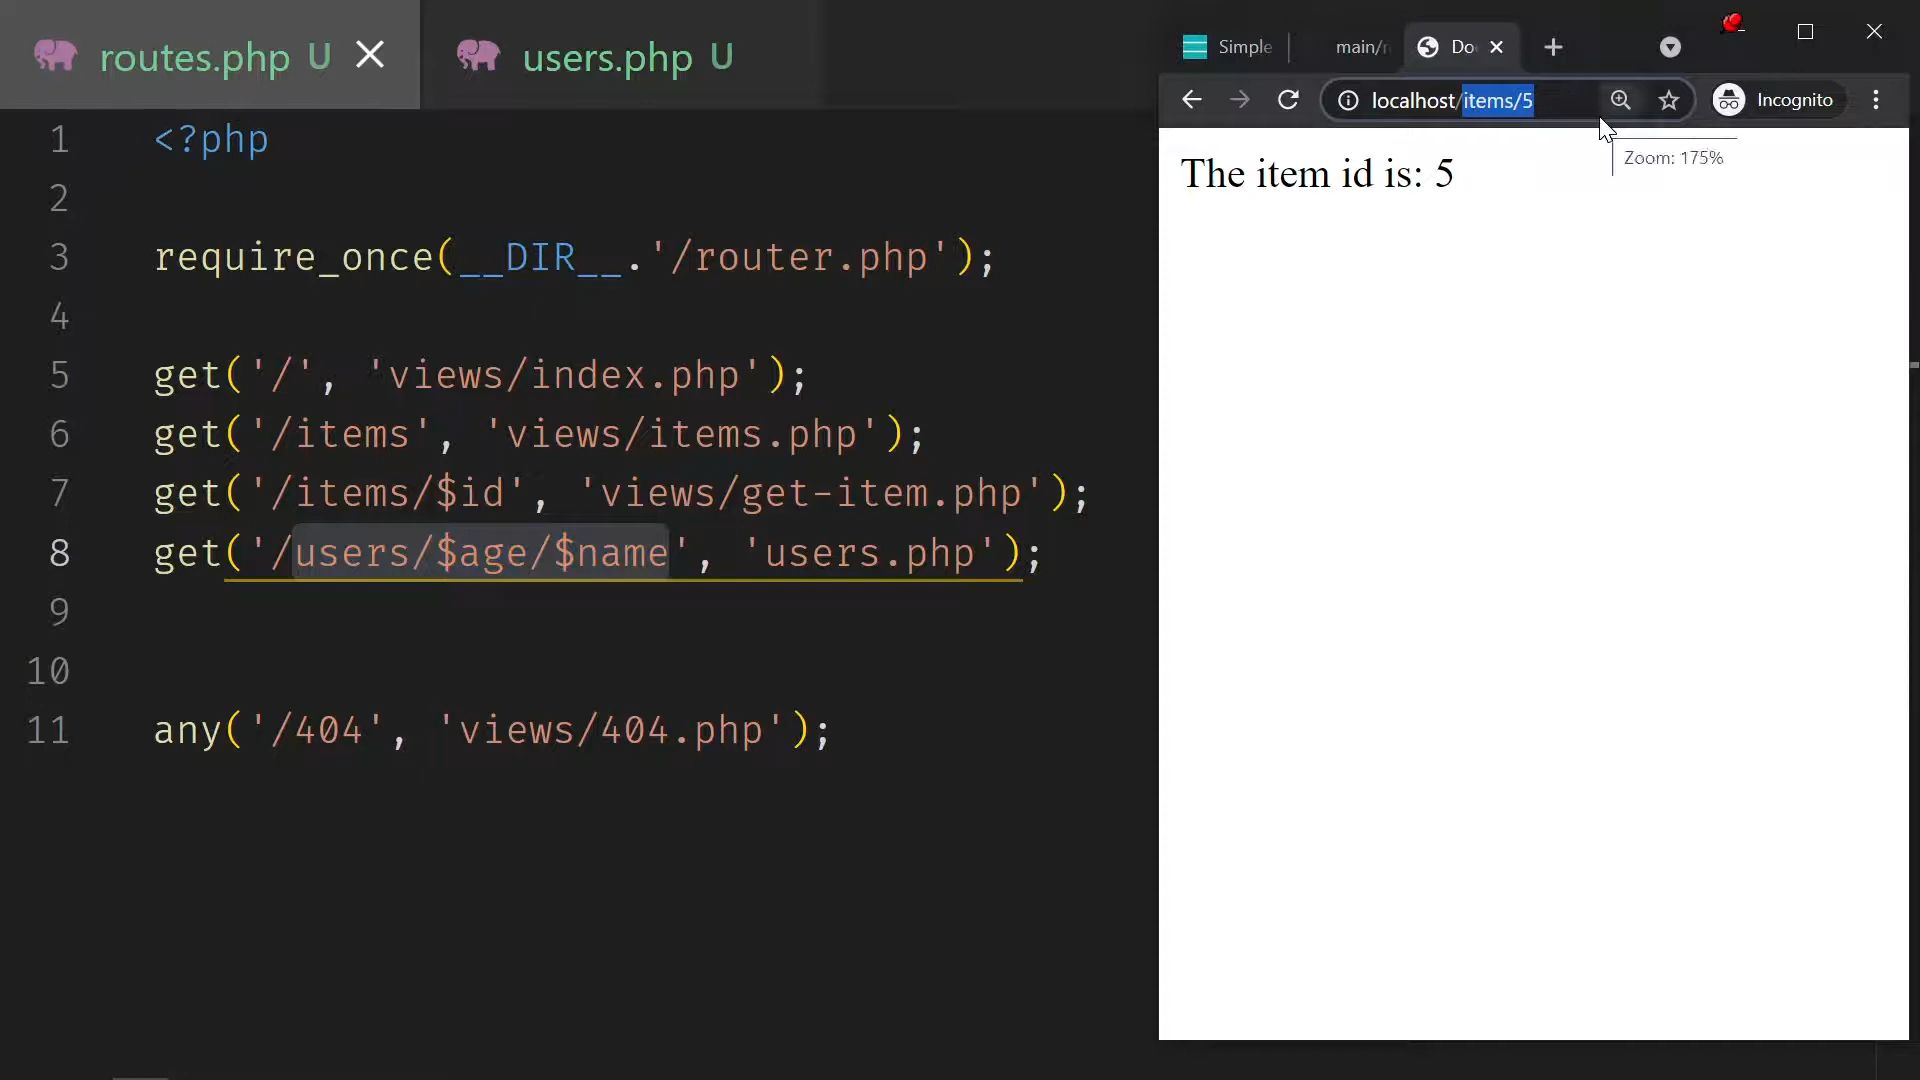 routes.php U
users.php U
1 <?php
2
3 require_once(__DIR__.'/router.php');
4
5 get('/', 'views/index.php');
6 get('/items', 'views/items.php');
7 get('/items/$id', 'views/get-item.php');
8 get('/users/$age/$name', 'users.php');
9
10
11 any('/404', 'views/404.php');
Simple
main/
Do
localhost/items/5
Incognito
Zoom: 175%
The item id is: 5